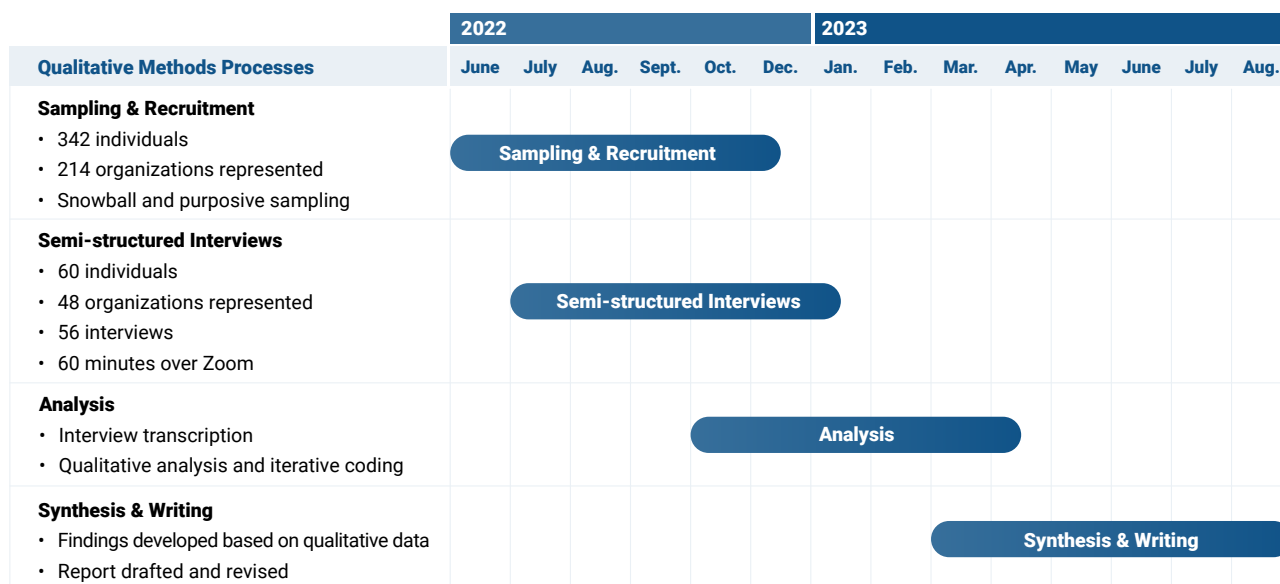 2022 2023
Qualitative Methods Processes June July Aug. Sept. Oct. Dec. Jan. Feb. Mar. Apr. May June July Aug.
Sampling & Recruitment
• 342 individuals
• 214 organizations represented
• Snowball and purposive sampling
Sampling & Recruitment
Semi-structured Interviews
• 60 individuals
• 48 organizations represented
• 56 interviews
• 60 minutes over Zoom
Semi-structured Interviews
Analysis
• Interview transcription
• Qualitative analysis and iterative coding
Analysis
Synthesis & Writing
• Findings developed based on qualitative data
• Report drafted and revised
Synthesis & Writing